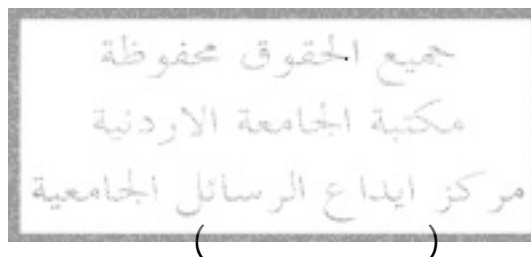 جميع الحقوق محفوظة
مكتبة الجامعة الاردنية
مركز ايداع الرسائل الجامعية
( )